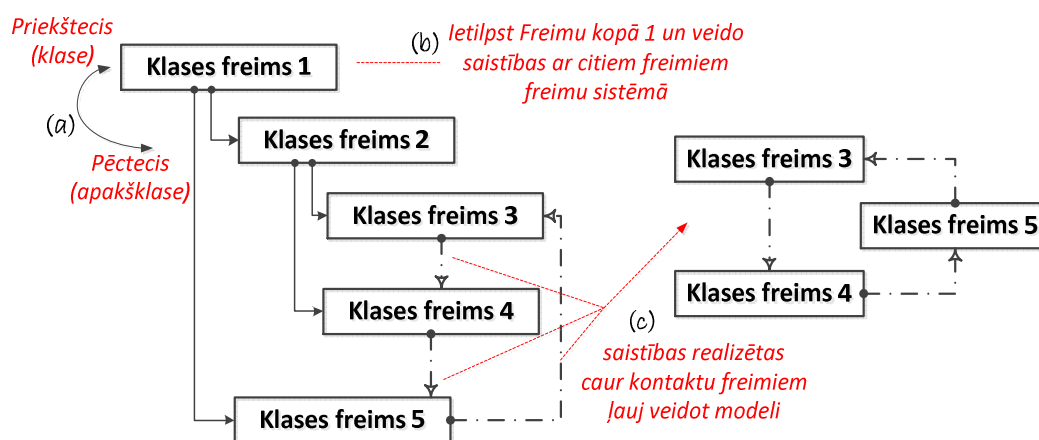 Priekštecis
(klase)
Klases freims 1
(b)
Ietilpst Freimu kopā 1 un veido
saistības ar citiem freimiem
freimu sistēmā
(a)
Klases freims 2
Pēctecis
(apakšklase)
Klases freims 3
Klases freims 4
Klases freims 5
Klases freims 3
Klases freims 5
Klases freims 4
(c)
saistības realizētas
caur kontaktu freimiem
ļauj veidot modeli